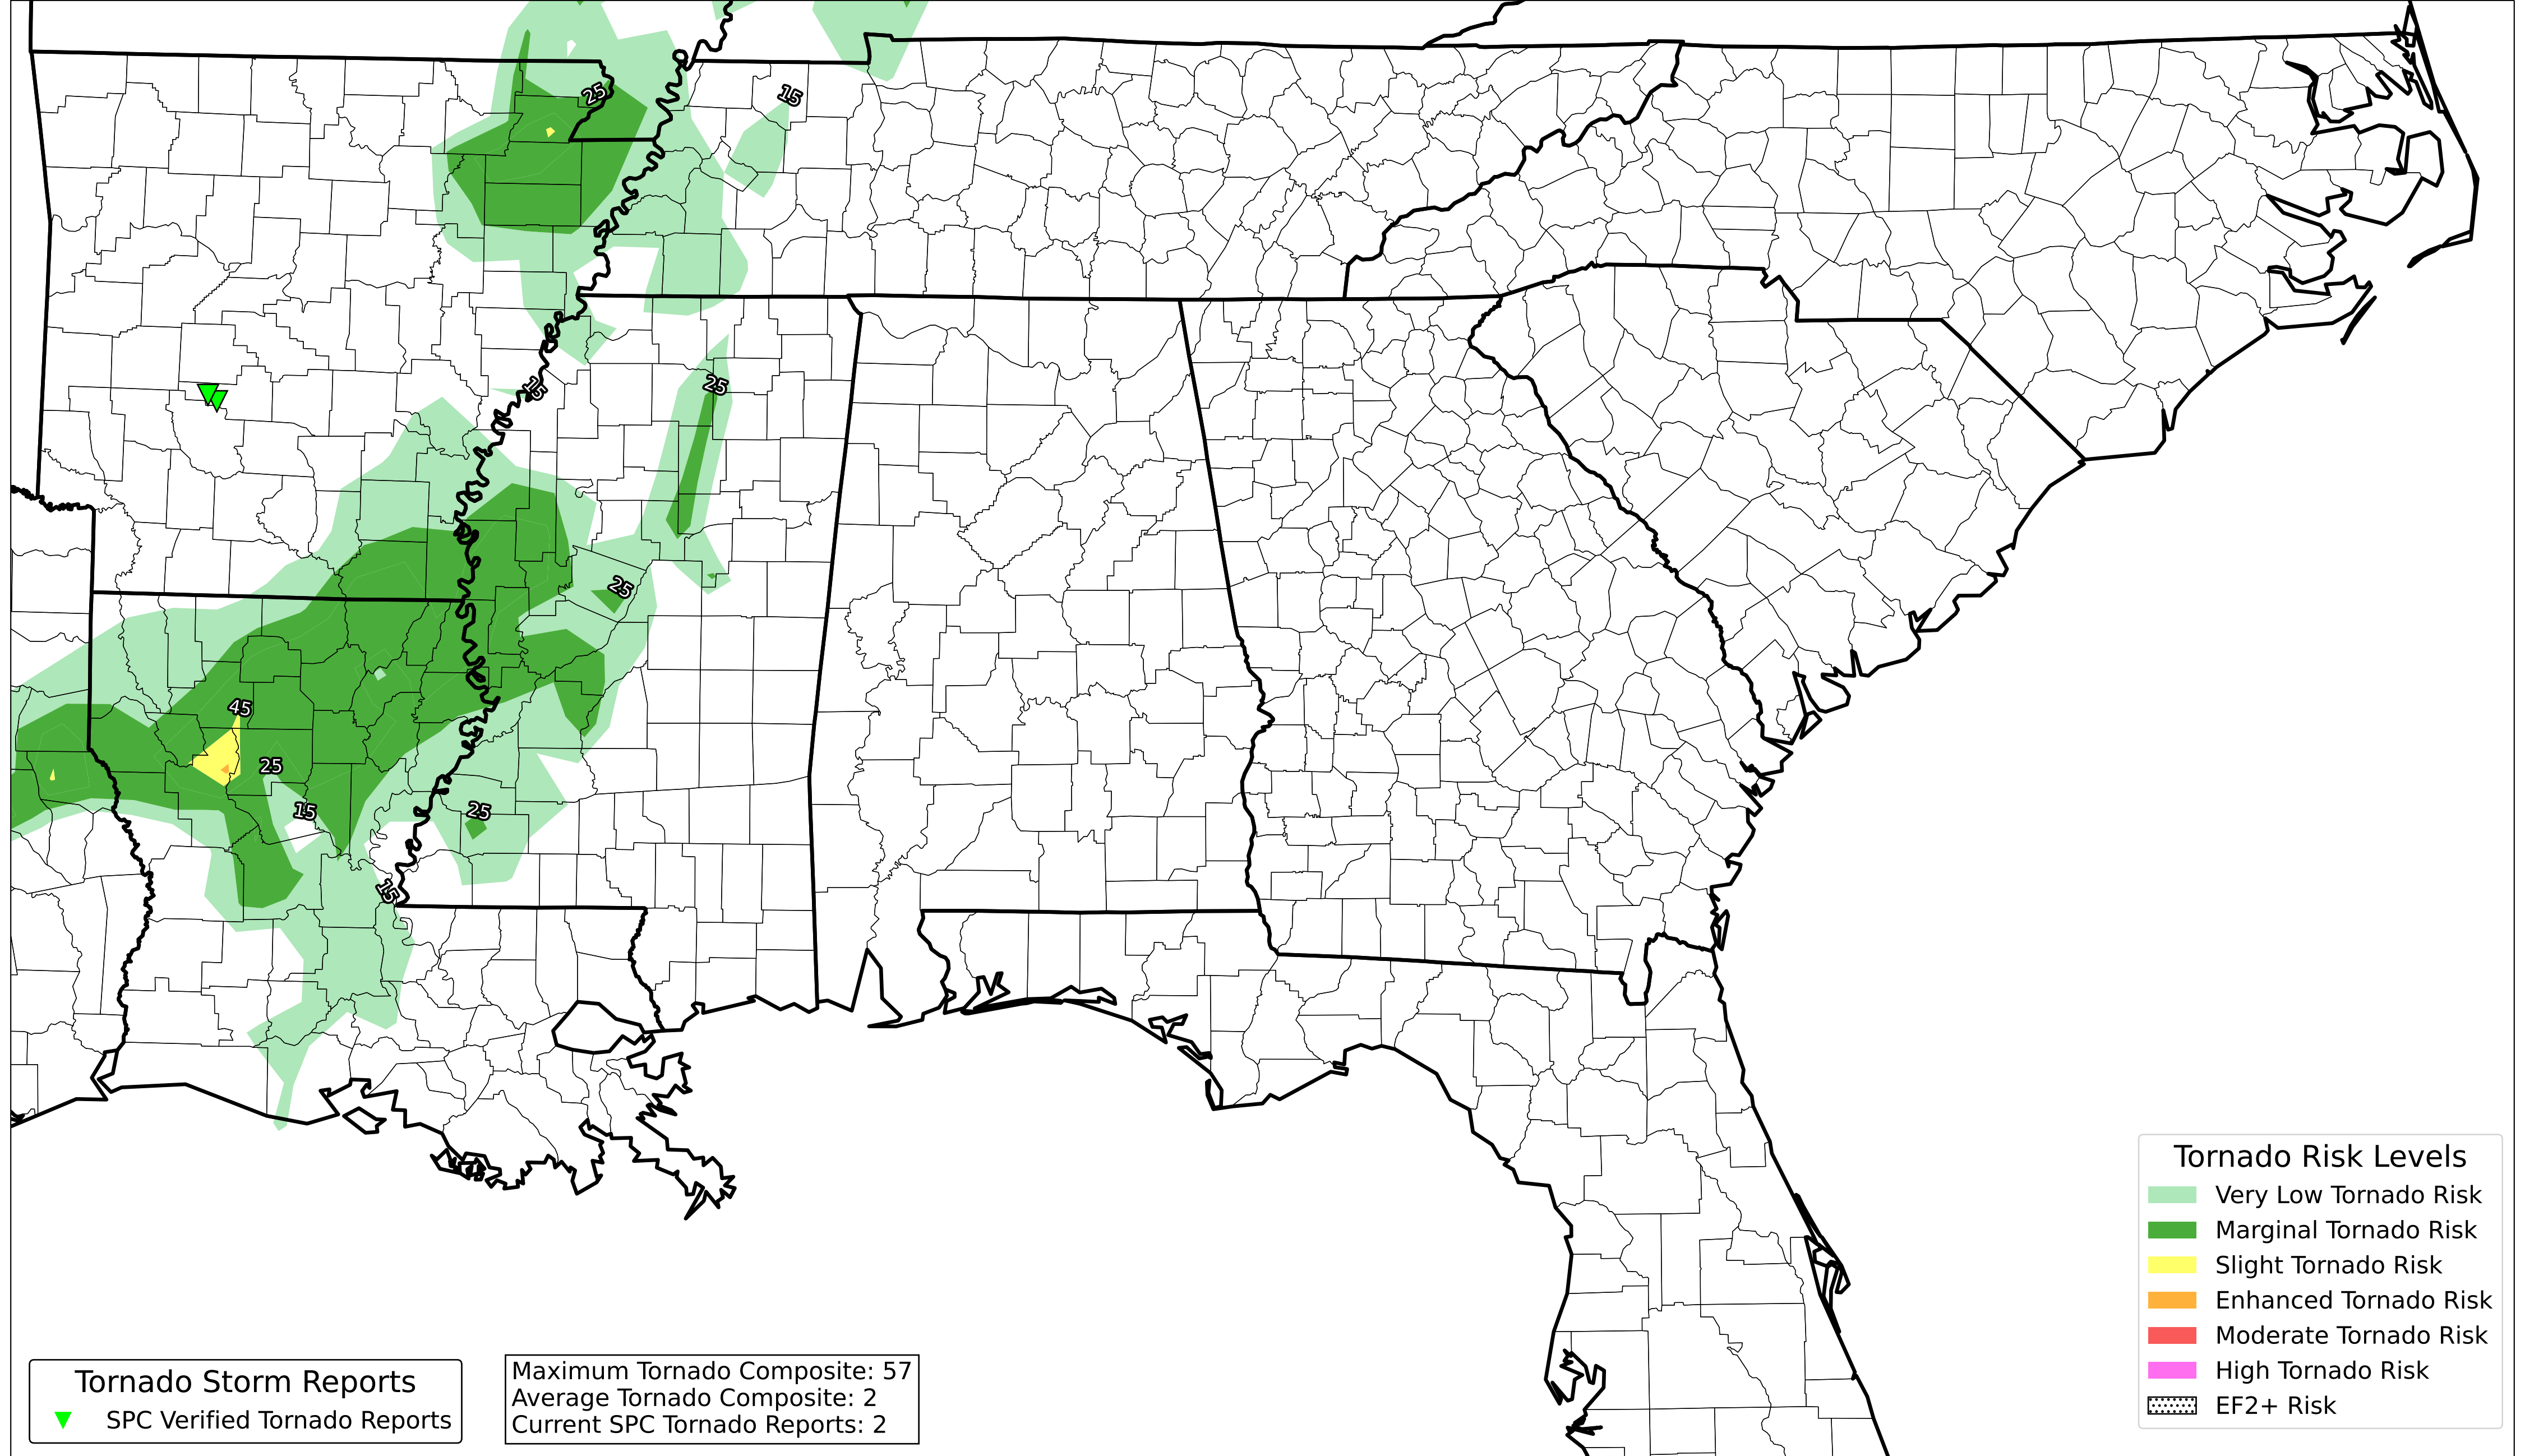 25
15
15
25
25
45
25
15
25
15
Tornado Risk Levels
Very Low Tornado Risk
Marginal Tornado Risk
Slight Tornado Risk
Enhanced Tornado Risk
Moderate Tornado Risk
High Tornado Risk
EF2+ Risk
Tornado Storm Reports
SPC Verified Tornado Reports
Maximum Tornado Composite: 57
Average Tornado Composite: 2
Current SPC Tornado Reports: 2